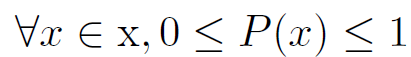 ∀x ∈ x, 0 ≤ P(x) ≤ 1